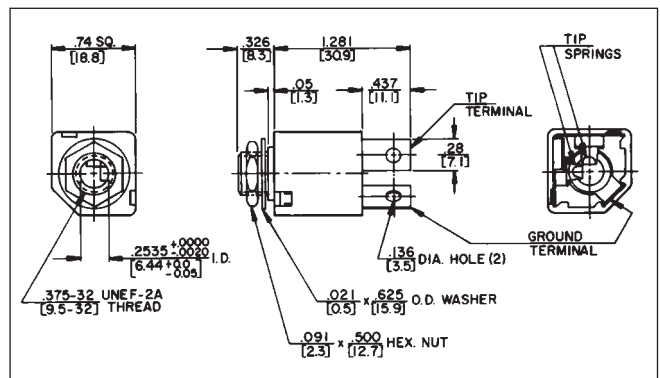 .74 SQ.
[18.8]
.326
[8.3]
1.281
[30.9]
.05
[1.3]
.437
[11.1]
TIP
TERMINAL
.28
[7.1]
TIP
SPRINGS
.2535 +.0000 -.0020 I.D.
[6.44 +0.0 -0.05]
.375-32 UNEF-2A
[9.5-32] THREAD
.136 DIA. HOLE (2)
[3.5]
GROUND
TERMINAL
.021 x .625 O.D. WASHER
[0.5] [15.9]
.091 x .500 HEX. NUT
[2.3] [12.7]